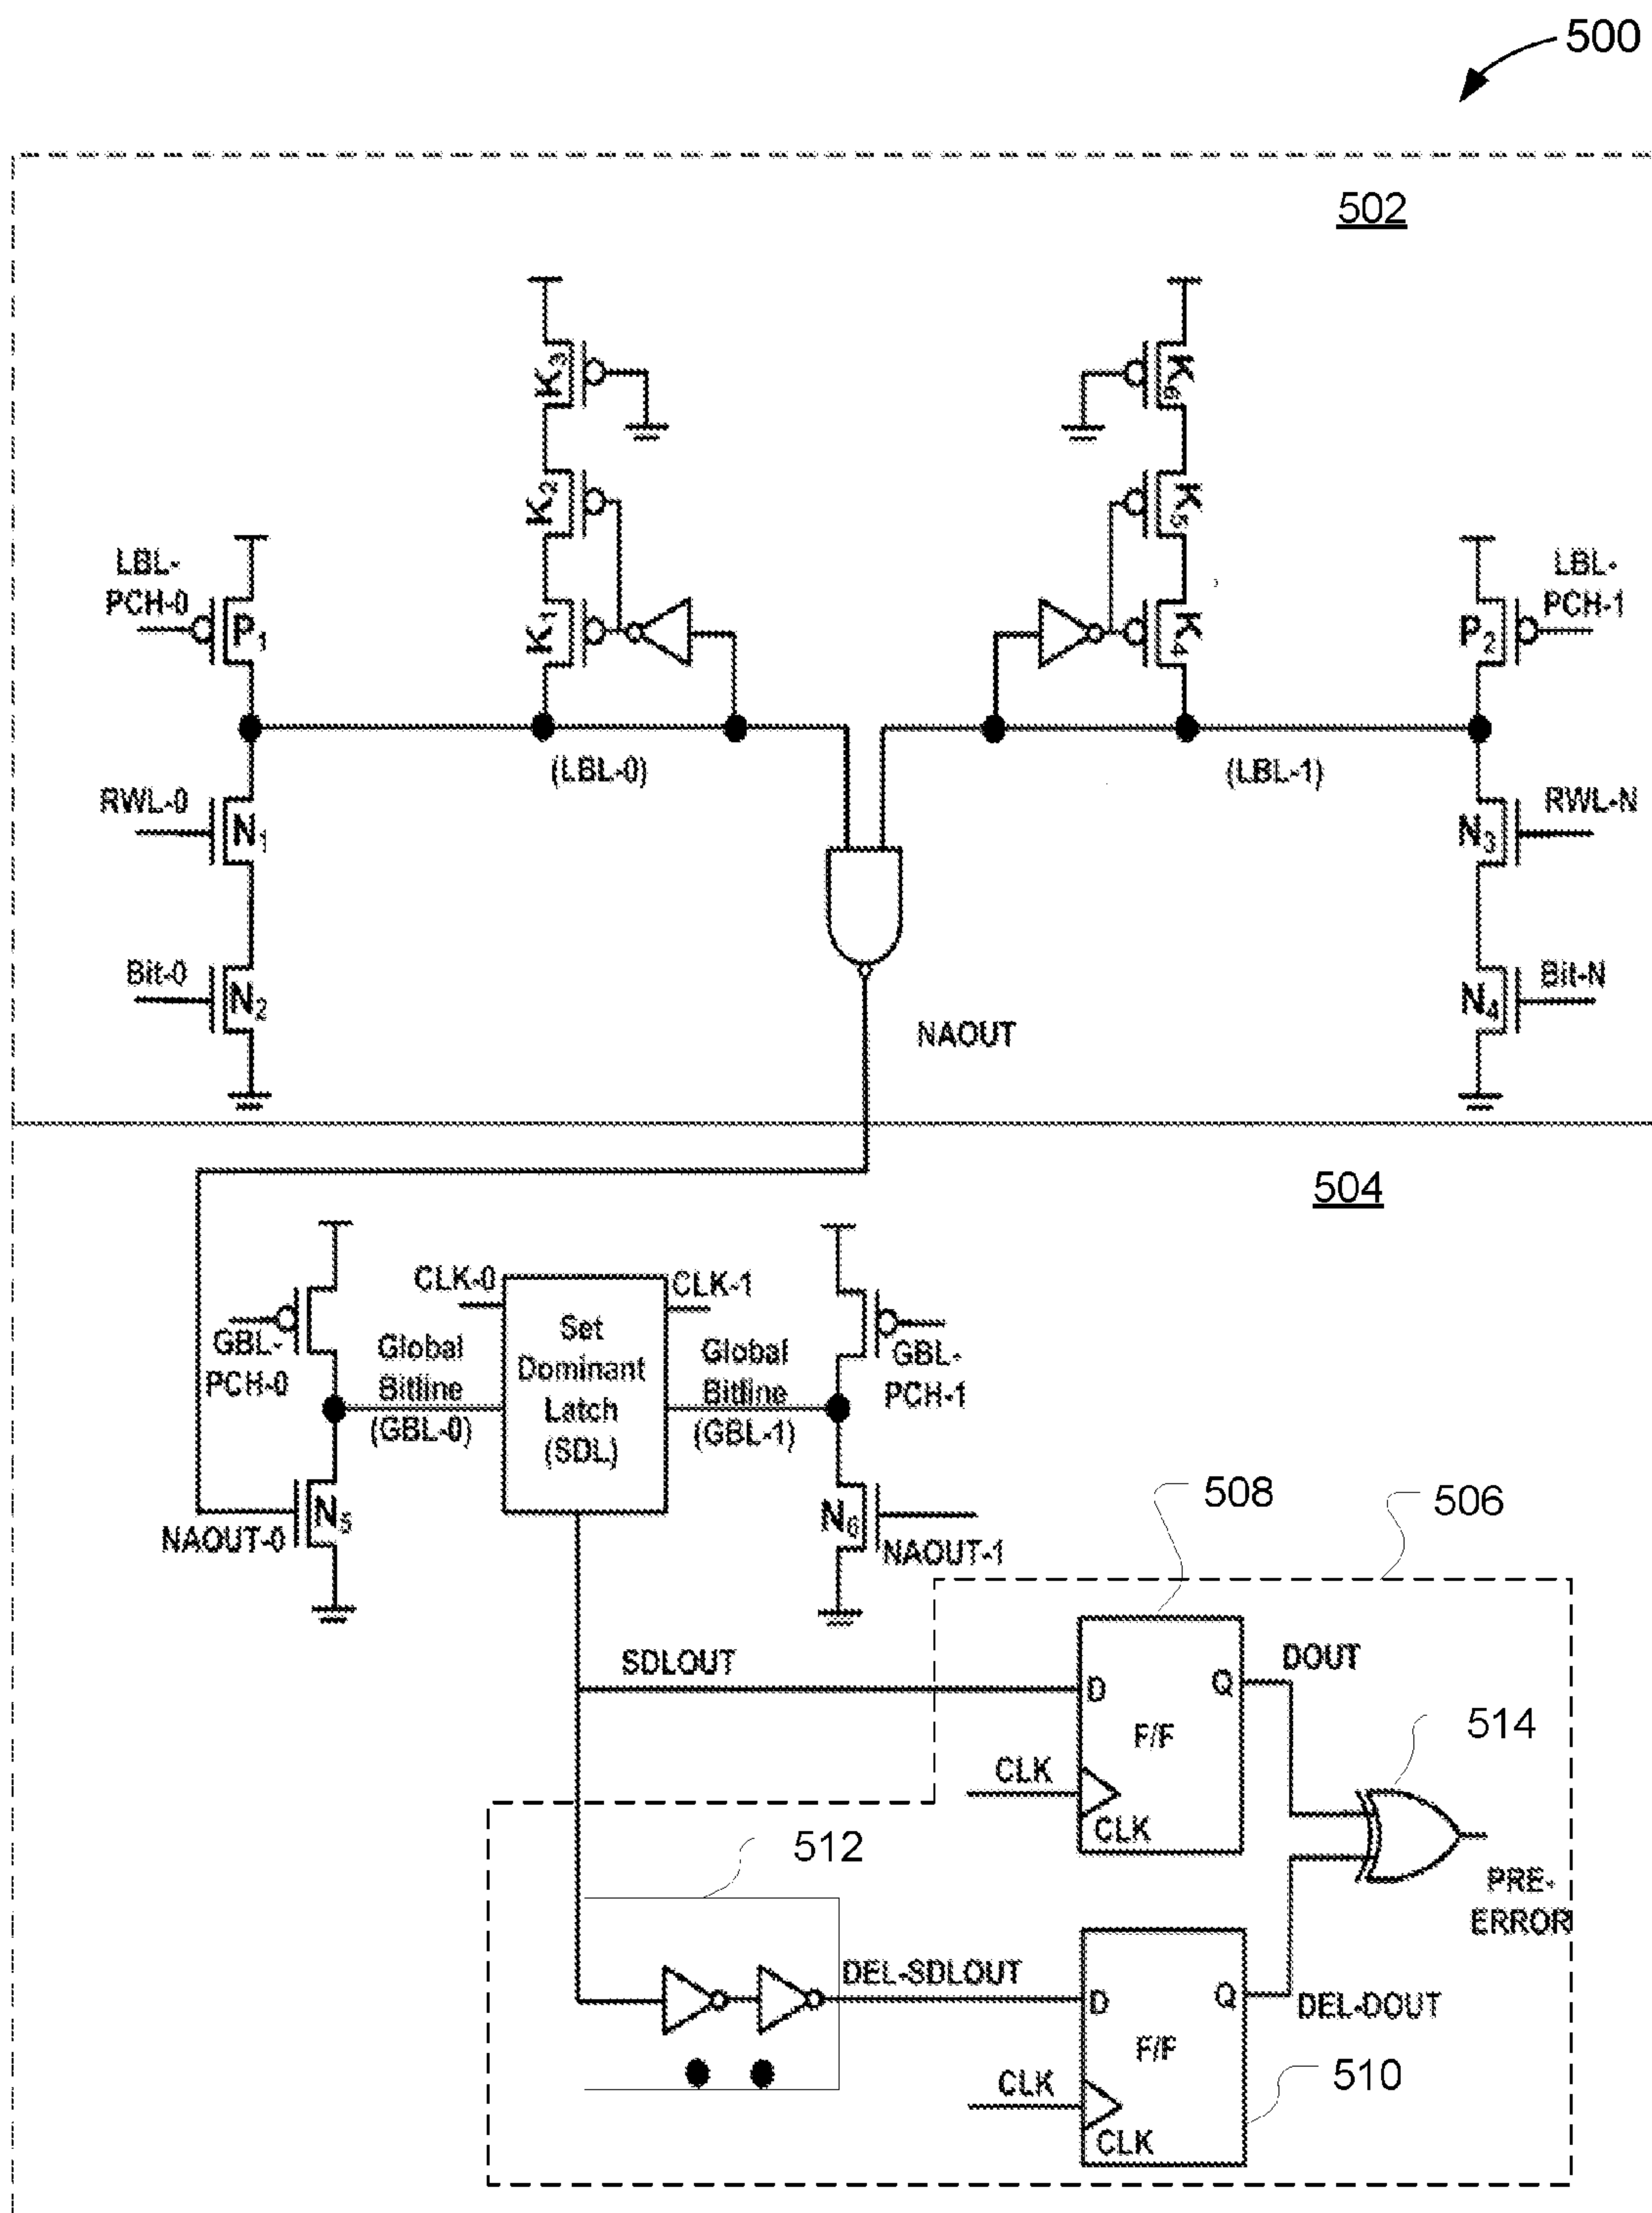 500
502
K3
K6
K2
K5
LBL-
PCH-0
P1
K1
K4
P2
LBL-
PCH-1
(LBL-0)
(LBL-1)
RWL-0
N1
N3
RWL-N
Bit-0
N2
N4
Bit-N
NAOUT
504
CLK-0
CLK-1
Set
Dominant
Latch
(SDL)
GBL-
PCH-0
Global
Bitline
(GBL-0)
Global
Bitline
(GBL-1)
GBL-
PCH-1
N5
N6
NAOUT-0
NAOUT-1
508
506
SDLOUT
D
Q
DOUT
F/F
514
CLK
CLK
512
PRE-
ERROR
DEL-SDLOUT
D
Q
DEL-DOUT
F/F
510
CLK
CLK